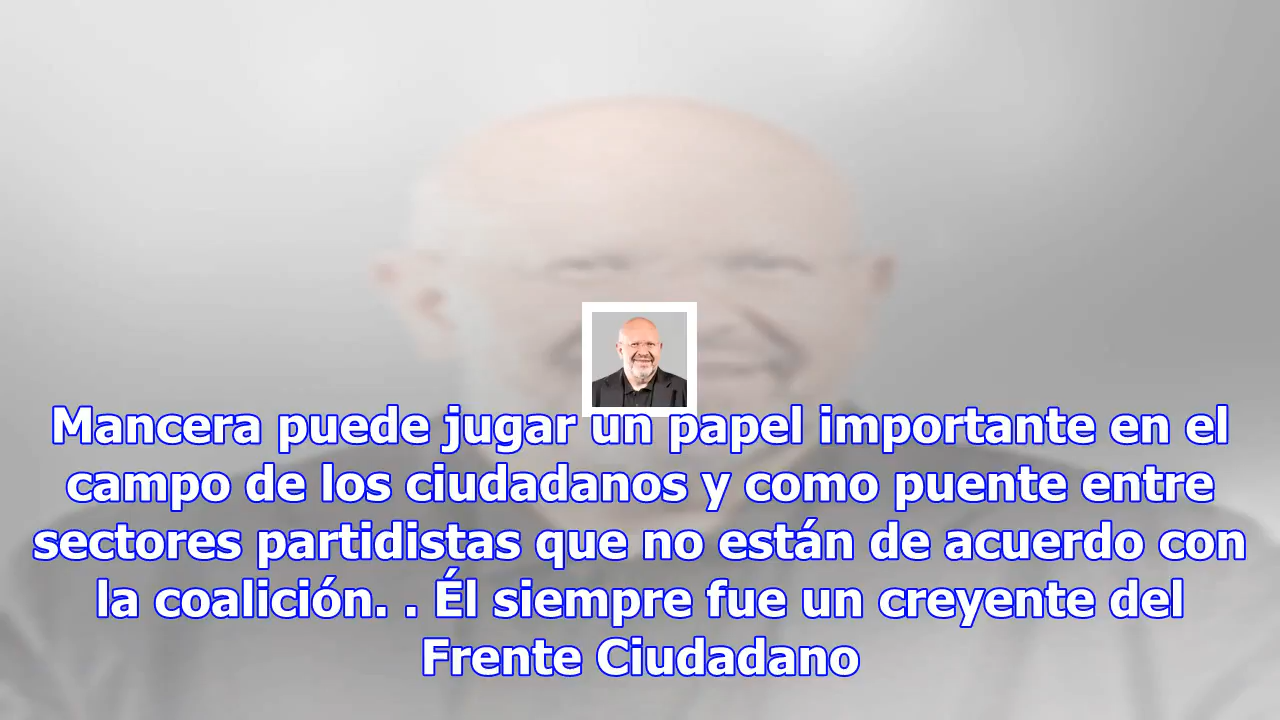 Mancera puede jugar un papel importante en el
campo de los ciudadanos y como puente entre
sectores partidistas que no están de acuerdo con
la coalición. . Él siempre fue un creyente del
Frente Ciudadano